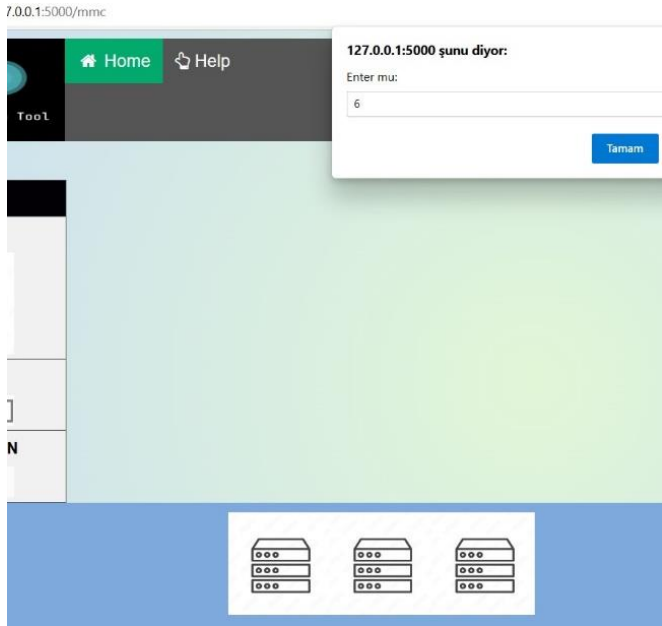 7.0.0.1:5000/mmc
Home
Help
Tool
127.0.0.1:5000 şunu diyor:
Enter mu:
6
Tamam
N